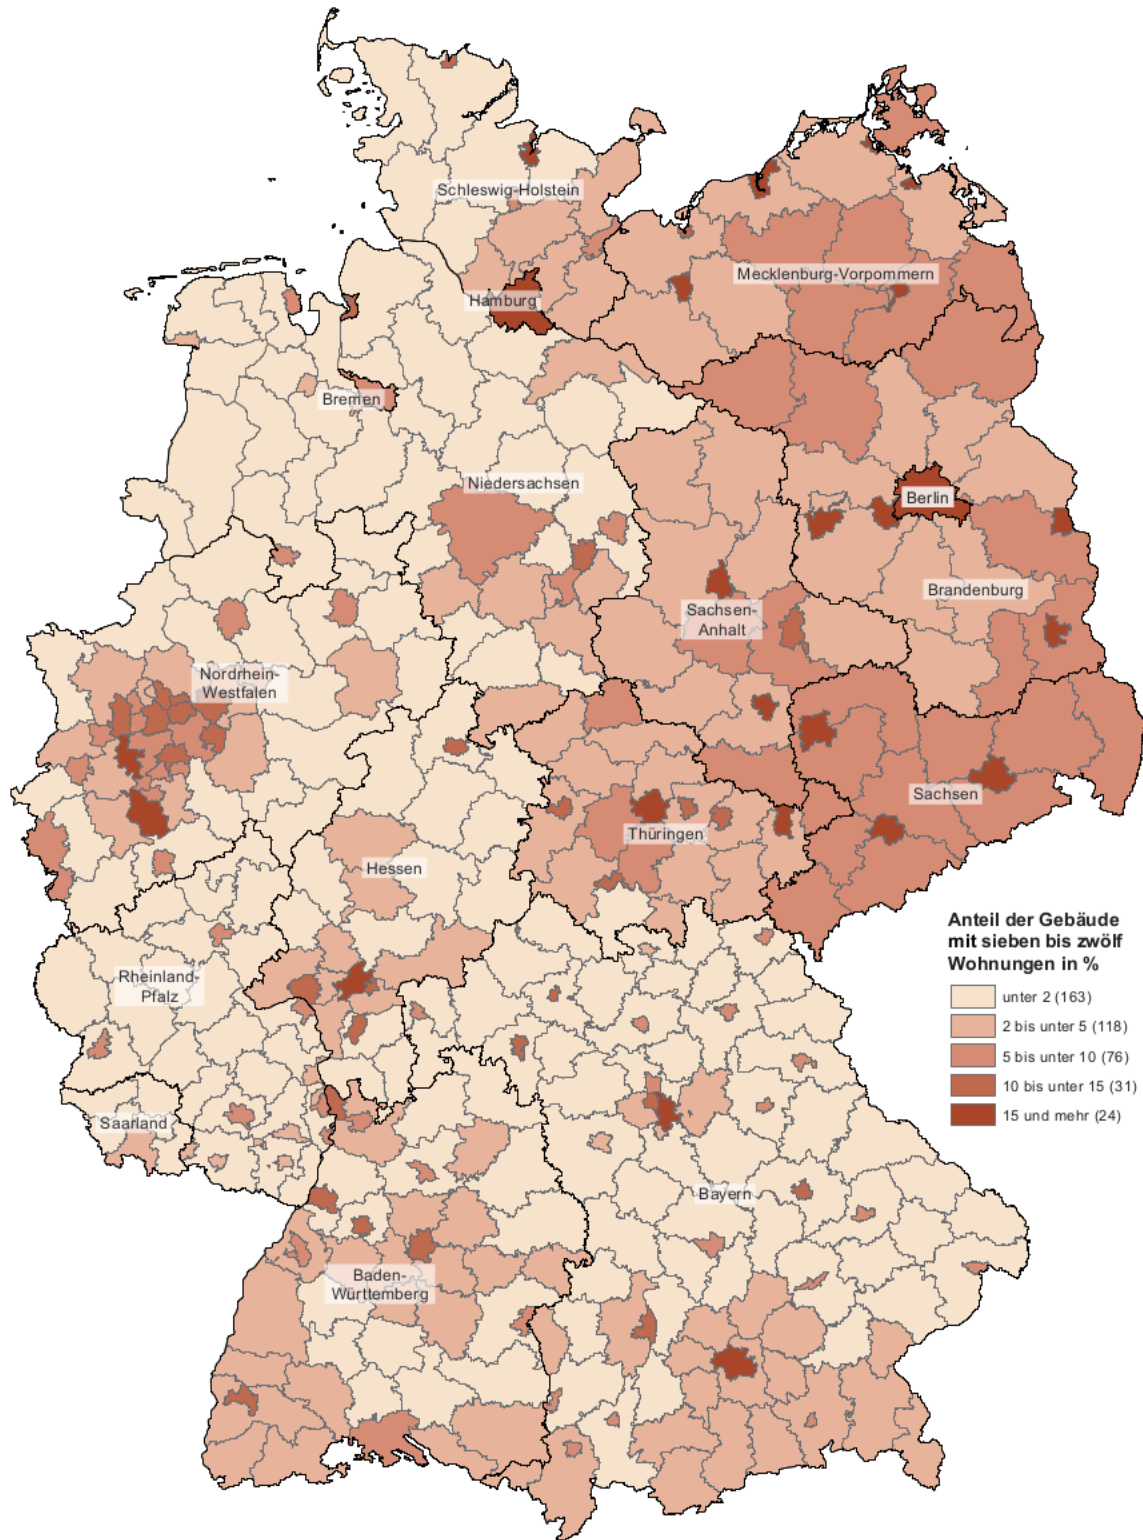 Schleswig-Holstein
Mecklenburg-Vorpommern
Hamburg
Bremen
Niedersachsen
Berlin
Brandenburg
Sachsen-
Anhalt
Nordrhein-
Westfalen
Sachsen
Thüringen
Hessen
Rheinland-
Pfalz
Saarland
Bayern
Baden-
Württemberg
Anteil der Gebäude
mit sieben bis zwölf
Wohnungen in %
unter 2 (163)
2 bis unter 5 (118)
5 bis unter 10 (76)
10 bis unter 15 (31)
15 und mehr (24)